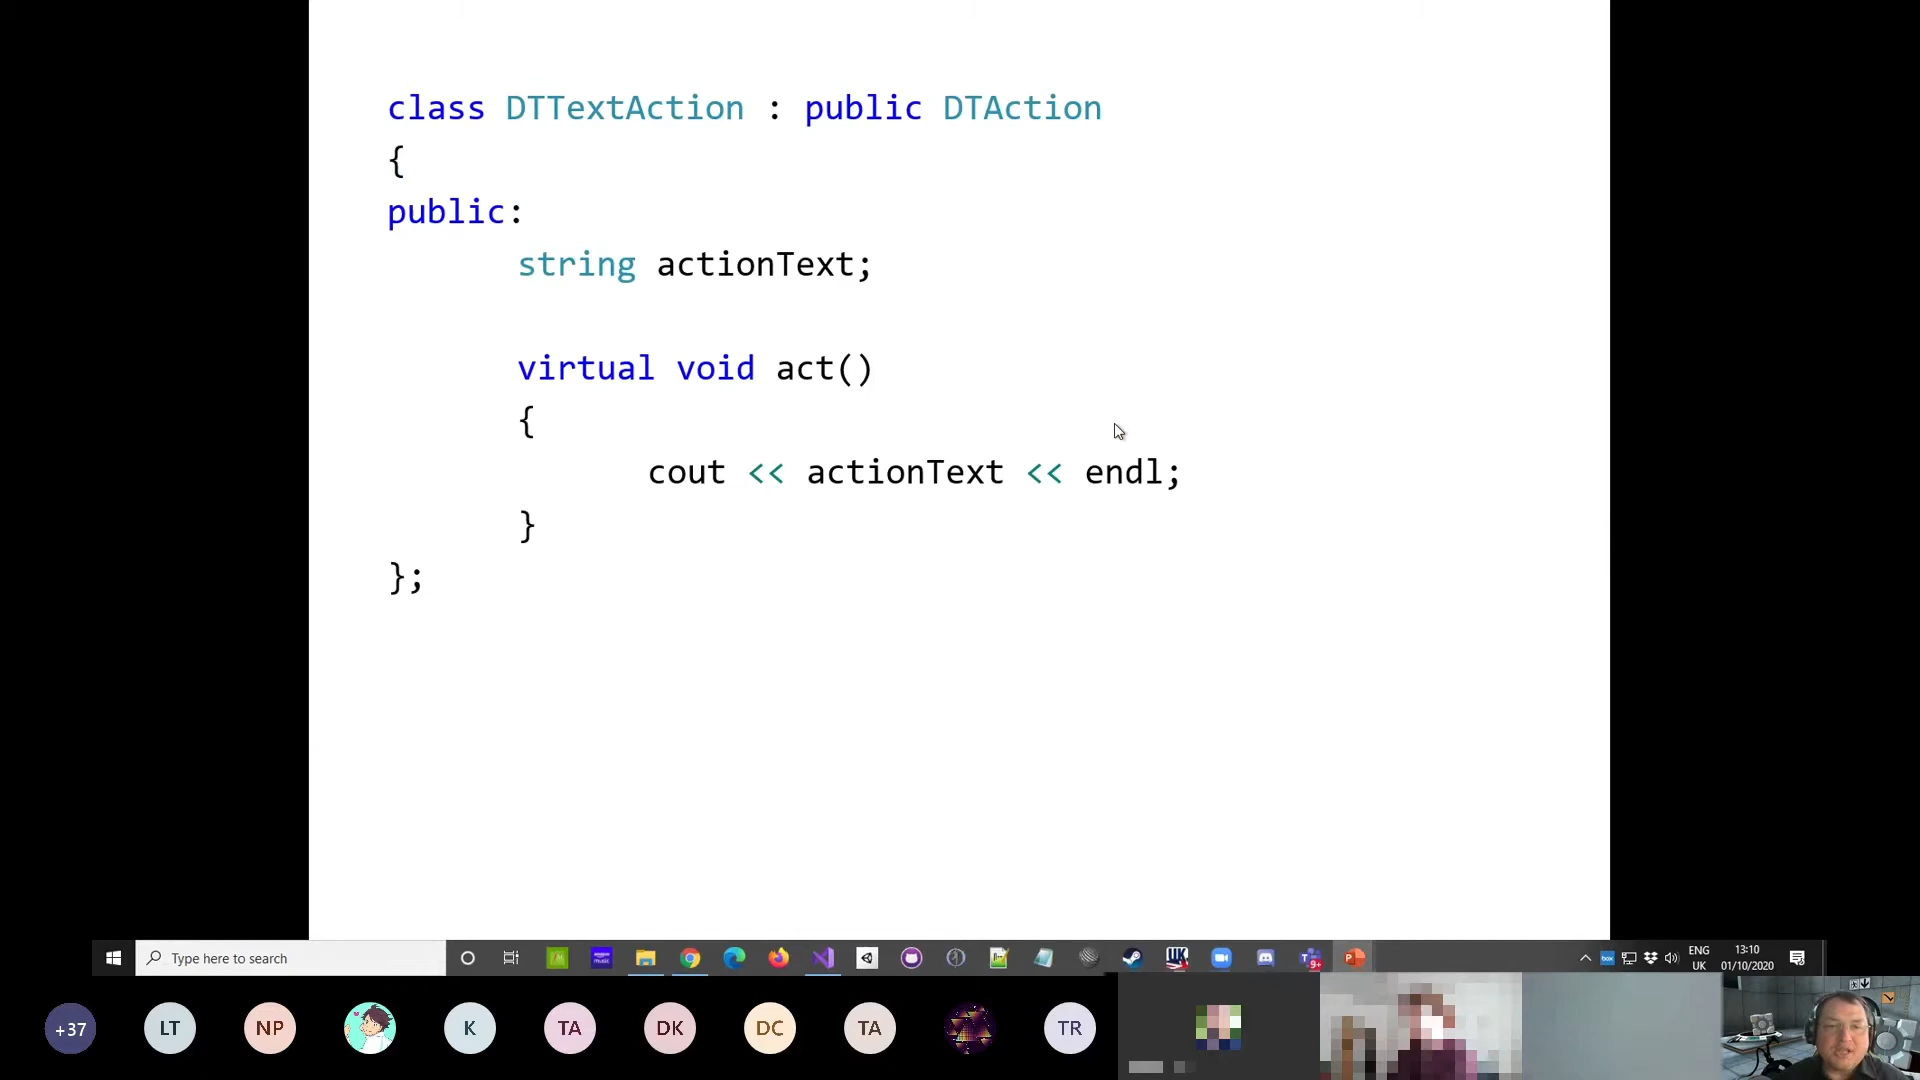 class DTTextAction : public DTAction
{
public:
string actionText;
virtual void act()
{
cout << actionText << endl;
}
};
Type here to search
ENG
UK
13:10
01/10/2020
+37
LT
NP
K
TA
DK
DC
TA
TR